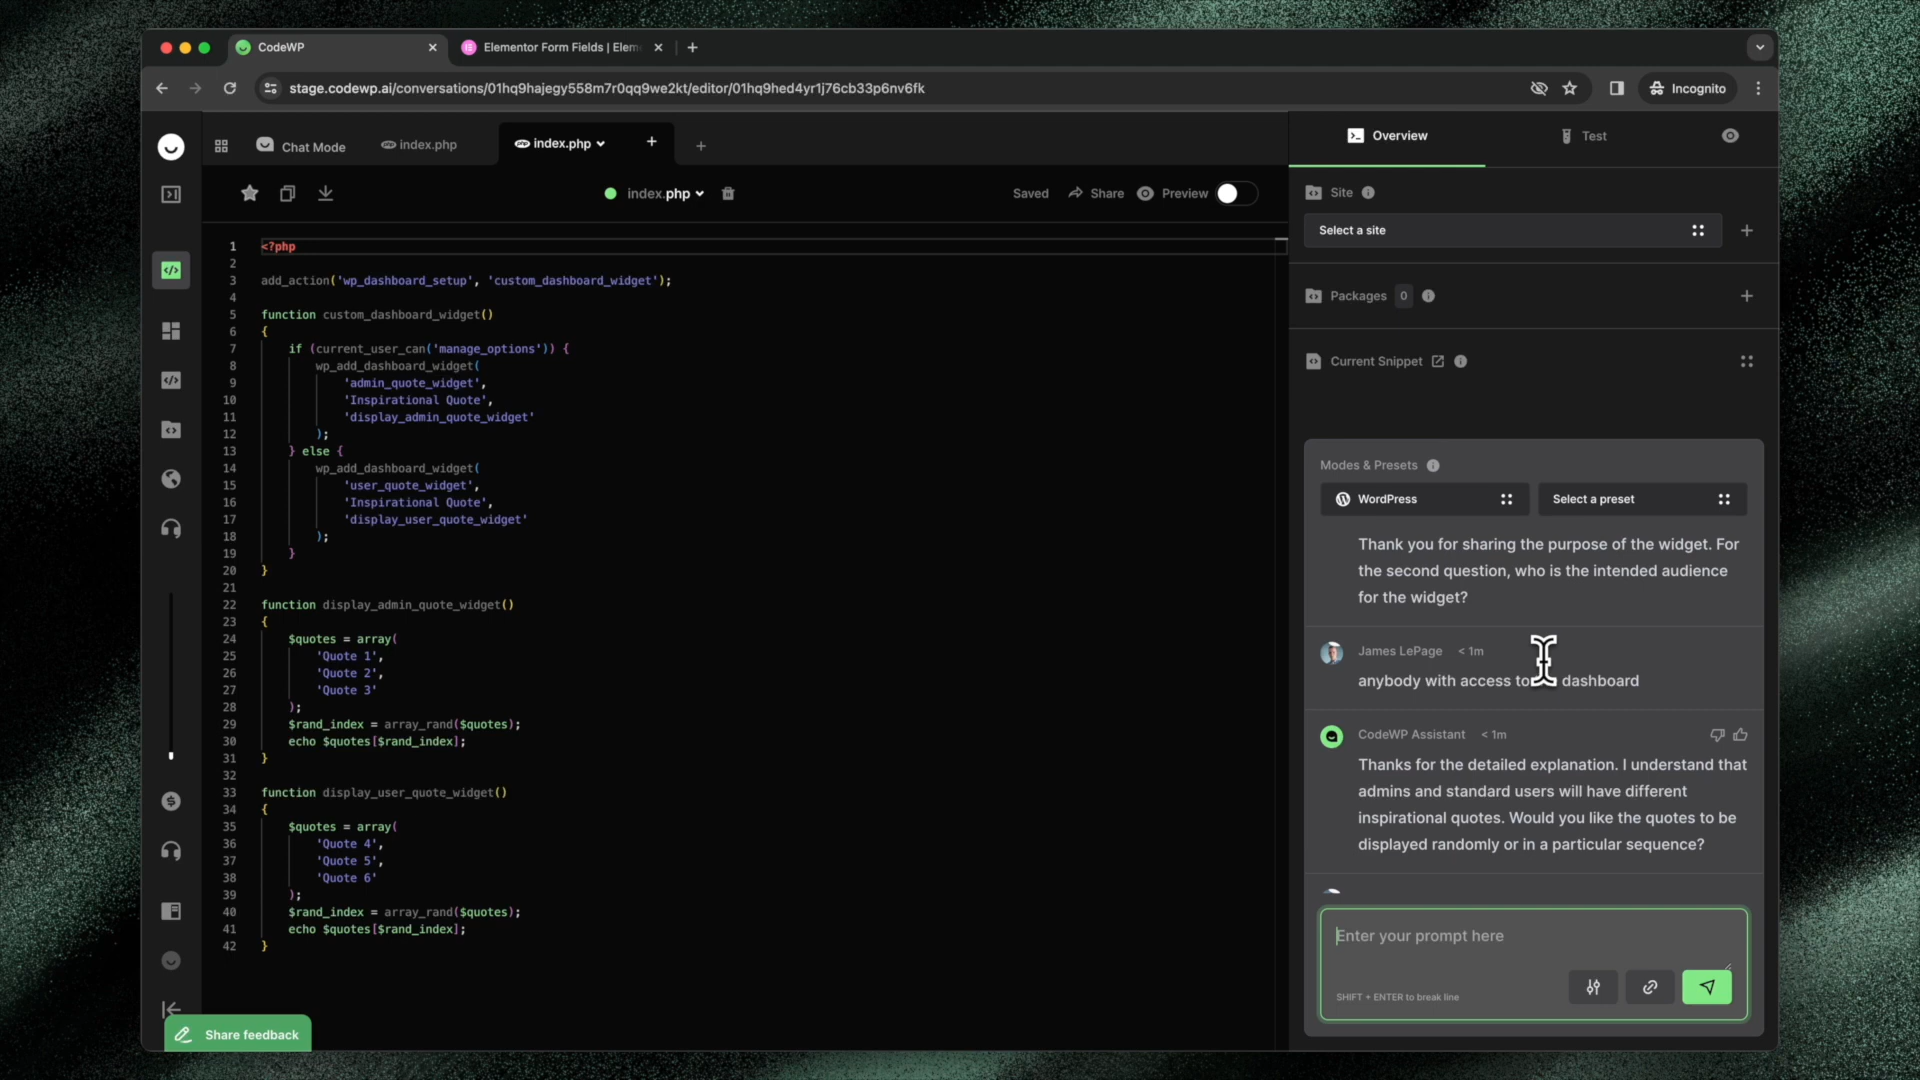 CodeWP
Elementor Form Fields | Elem
stage.codewp.ai/conversations/01hq9hajegy558m7r0qq9we2kt/editor/01hq9hed4yr1j76cb33p6nv6fk
Incognito
Chat Mode
index.php
index.php
Overview
Test
index.php
Saved
Share
Preview
Site
Select a site
Packages 0
Current Snippet
1 <?php
2
3 add_action('wp_dashboard_setup', 'custom_dashboard_widget');
4
5 function custom_dashboard_widget()
6 {
7 if (current_user_can('manage_options')) {
8 wp_add_dashboard_widget(
9 'admin_quote_widget',
10 'Inspirational Quote',
11 'display_admin_quote_widget'
12 );
13 } else {
14 wp_add_dashboard_widget(
15 'user_quote_widget',
16 'Inspirational Quote',
17 'display_user_quote_widget'
18 );
19 }
20 }
21
22 function display_admin_quote_widget()
23 {
24 $quotes = array(
25 'Quote 1',
26 'Quote 2',
27 'Quote 3'
28 );
29 $rand_index = array_rand($quotes);
30 echo $quotes[$rand_index];
31 }
32
33 function display_user_quote_widget()
34 {
35 $quotes = array(
36 'Quote 4',
37 'Quote 5',
38 'Quote 6'
39 );
40 $rand_index = array_rand($quotes);
41 echo $quotes[$rand_index];
42 }
Modes & Presets
WordPress
Select a preset
Thank you for sharing the purpose of the widget. For
the second question, who is the intended audience
for the widget?
James LePage < 1m
anybody with access to dashboard
CodeWP Assistant < 1m
Thanks for the detailed explanation. I understand that
admins and standard users will have different
inspirational quotes. Would you like the quotes to be
displayed randomly or in a particular sequence?
Enter your prompt here
SHIFT + ENTER to break line
Share feedback